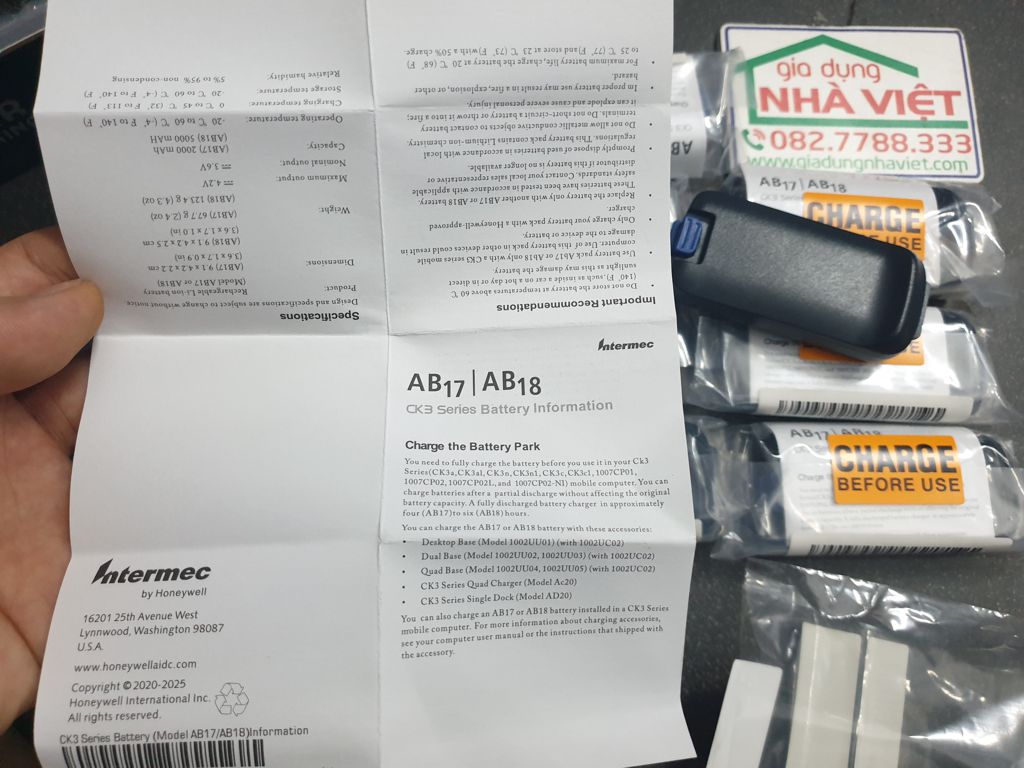 Specifications
Design and specifications are subject to change without notice
Product:
Rechargeable Li-ion battery
(Model AB17 or AB18)
Dimensions:
(AB17) 9.1 x 4.2 x 2.2 cm
(3.6 x 1.7 x 0.9 in)
(AB18) 9.1 x 4.2 x 2.5 cm
(3.6 x 1.7 x 1.0 in)
Weight:
(AB17) 67.7 g (2.4 oz)
(AB18) 123.4 g (4.3 oz)
Maximum output:
4.2V
Nominal output:
3.6V
Capacity:
(AB17) 2000 mAh
(AB18) 5000 mAH
Operating temperature:
-20 ℃ to 60 ℃ (-4° F to 140° F)
Charging temperature:
0 ℃ to 45 ℃ (32° F to 113° F)
Storage temperature:
-20 ℃ to 60 ℃ (-4° F to 140° F)
Relative humidity:
5% to 95% non-condensing
Important Recommendations
• Do not store the battery at temperatures above 60 ℃
(140° F), such as inside a car on a hot day or in direct
sunlight as this may damage the battery.
• Use battery pack AB17 or AB18 only with a CK3 series mobile
computer. Use of this battery pack in other devices could result in
damage to the device or battery.
• Only charge your battery pack with a Honeywell-approved
charger.
• Replace the battery only with another AB17 or AB18 battery.
These batteries have been tested in accordance with applicable
safety standards. Contact your local sales representative or
distributor if this battery is no longer available.
• Promptly dispose of used batteries in accordance with local
regulations. This battery pack contains Lithium-ion chemistry.
• Do not allow metallic conductive objects to contact battery
terminals. Do not short-circuit a battery or throw it into a fire;
it can explode and cause severe personal injury.
• Improper battery use may result in a fire, explosion, or other
hazard.
• For maximum battery life, charge the battery at 20 ℃ (68° F)
to 25 ℃ (77° F) and store at 23 ℃ (73° F) with a 50% charge.
Intermec
AB17 | AB18
CK3 Series Battery Information
Charge the Battery Park
You need to fully charge the battery before you use it in your Ck3
Series(CK3a,CK3al, CK3n,CK3n1, CK3c,CK3c1, 1007CP01,
1007CP02,1007CP02L,and 1007CP02-NI) mobile computer. You can
charge batteries after a partial discharge without affecting the original
battery capacity. A fully discharged battery charger in approximately
four (AB17)to six (AB18) hours.
You can charge the AB17 or AB18 battery with these accessories:
• Desktop Base (Model 1002UU01) (with 1002UC02)
• Dual Base (Model 1002UU02, 1002UU03) (with 1002UC02)
• Quad Base (Model 1002UU04, 1002UU05) (with 1002UC02)
• CK3 Series Quad Charger (Model Ac20)
• CK3 Series Single Dock (Model AD20)
You can also charge an AB17 or AB18 battery installed in a CK3 Series
mobile computer. For more information about charging accessories,
see your computer user manual or the instructions that shipped with
the accessory.
Intermec
by Honeywell
16201 25th Avenue West
Lynnwood, Washington 98087
U.S.A.
www.honeywellaidc.com
Copyright © 2020-2025
Honeywell International Inc.
All rights reserved.
CK3 Series Battery (Model AB17/AB18)Information
gia dụng
NHÀ VIỆT
082.7788.333
www.giadungnhaviet.com
AB17 | AB18
CHARGE
AB17 | AB18
CHARGE
BEFORE USE